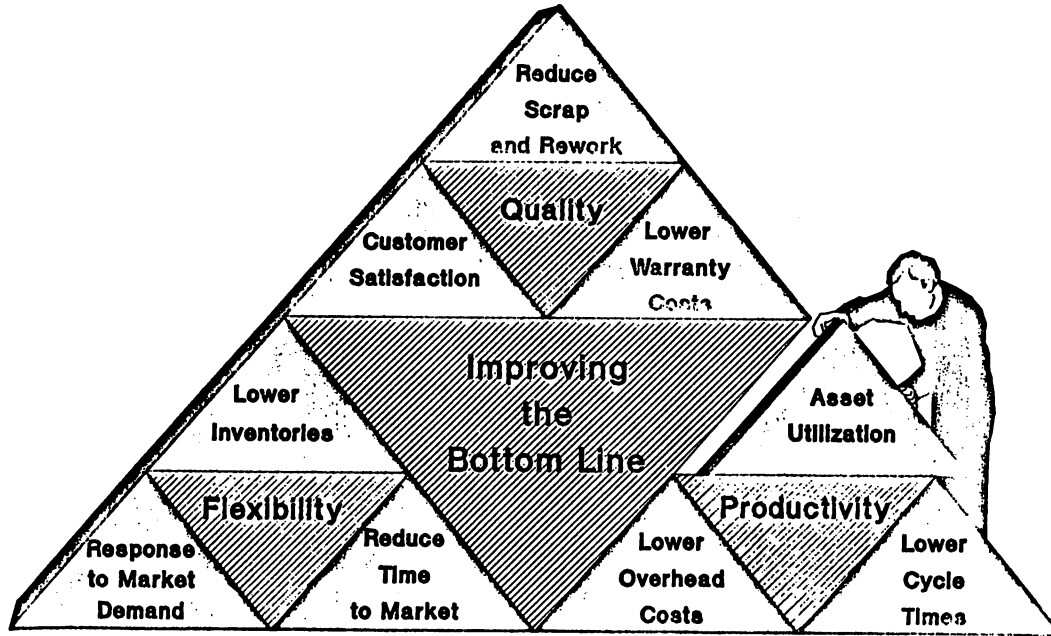 Reduce
Scrap
and Rework
Quality
Customer
Satisfaction
Lower
Warranty
Costs
Improving
the
Bottom Line
Lower
Inventories
Asset
Utilization
Flexibility
Productivity
Response
to Market
Demand
Reduce
Time
to Market
Lower
Overhead
Costs
Lower
Cycle
Times